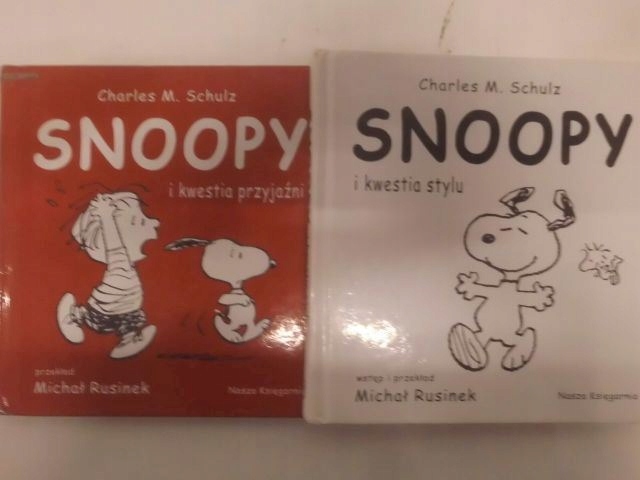 Charles M. Schulz
SNOOPY
i kwestia przyjaźni
przekład
Michał Rusinek
Nasza Księgarnia
Charles M. Schulz
SNOOPY
i kwestia stylu
wstęp i przekład
Michał Rusinek
Nasza Księgarnia